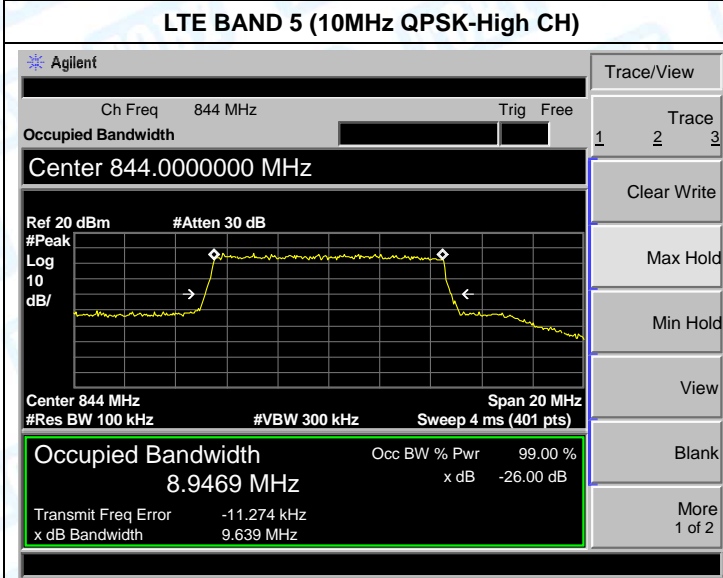 LTE BAND 5 (10MHz QPSK-High CH)
Agilent
Trace/View
Ch Freq 844 MHz Trig Free
Occupied Bandwidth
Trace
1 2 3
Center 844.0000000 MHz
Clear Write
Ref 20 dBm #Atten 30 dB
#Peak
Log
10
dB/
Max Hold
Min Hold
View
Center 844 MHz Span 20 MHz
#Res BW 100 kHz #VBW 300 kHz Sweep 4 ms (401 pts)
Occupied Bandwidth Occ BW % Pwr 99.00 %
8.9469 MHz x dB -26.00 dB
Blank
Transmit Freq Error -11.274 kHz
x dB Bandwidth 9.639 MHz
More
1 of 2